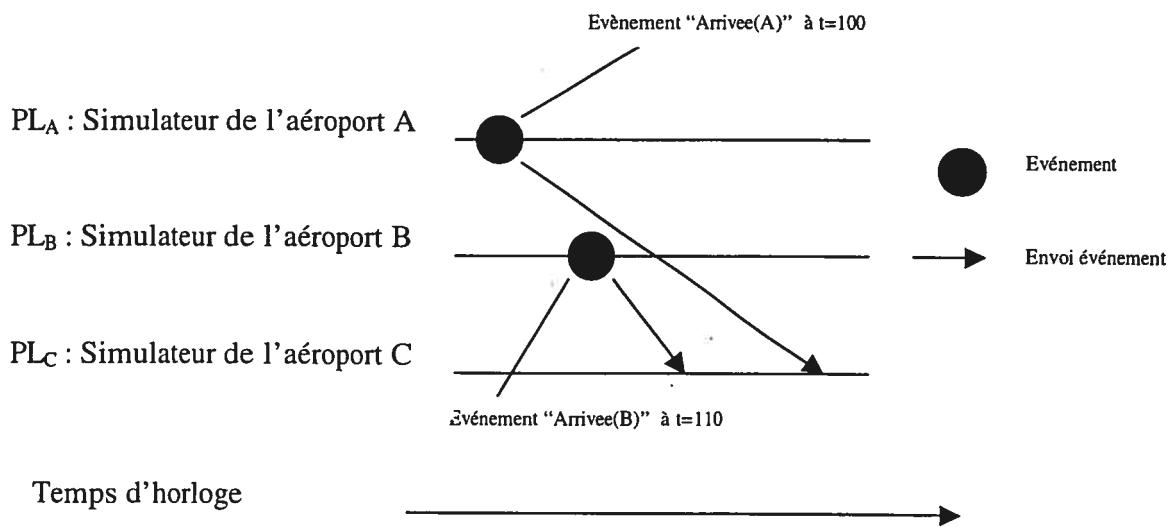 Evènement “Arrivee(A)” à t=100
PLA : Simulateur de l’aéroport A
Evénement
PLB : Simulateur de l’aéroport B
Envoi événement
PLC : Simulateur de l’aéroport C
Evénement “Arrivee(B)” à t=110
Temps d’horloge